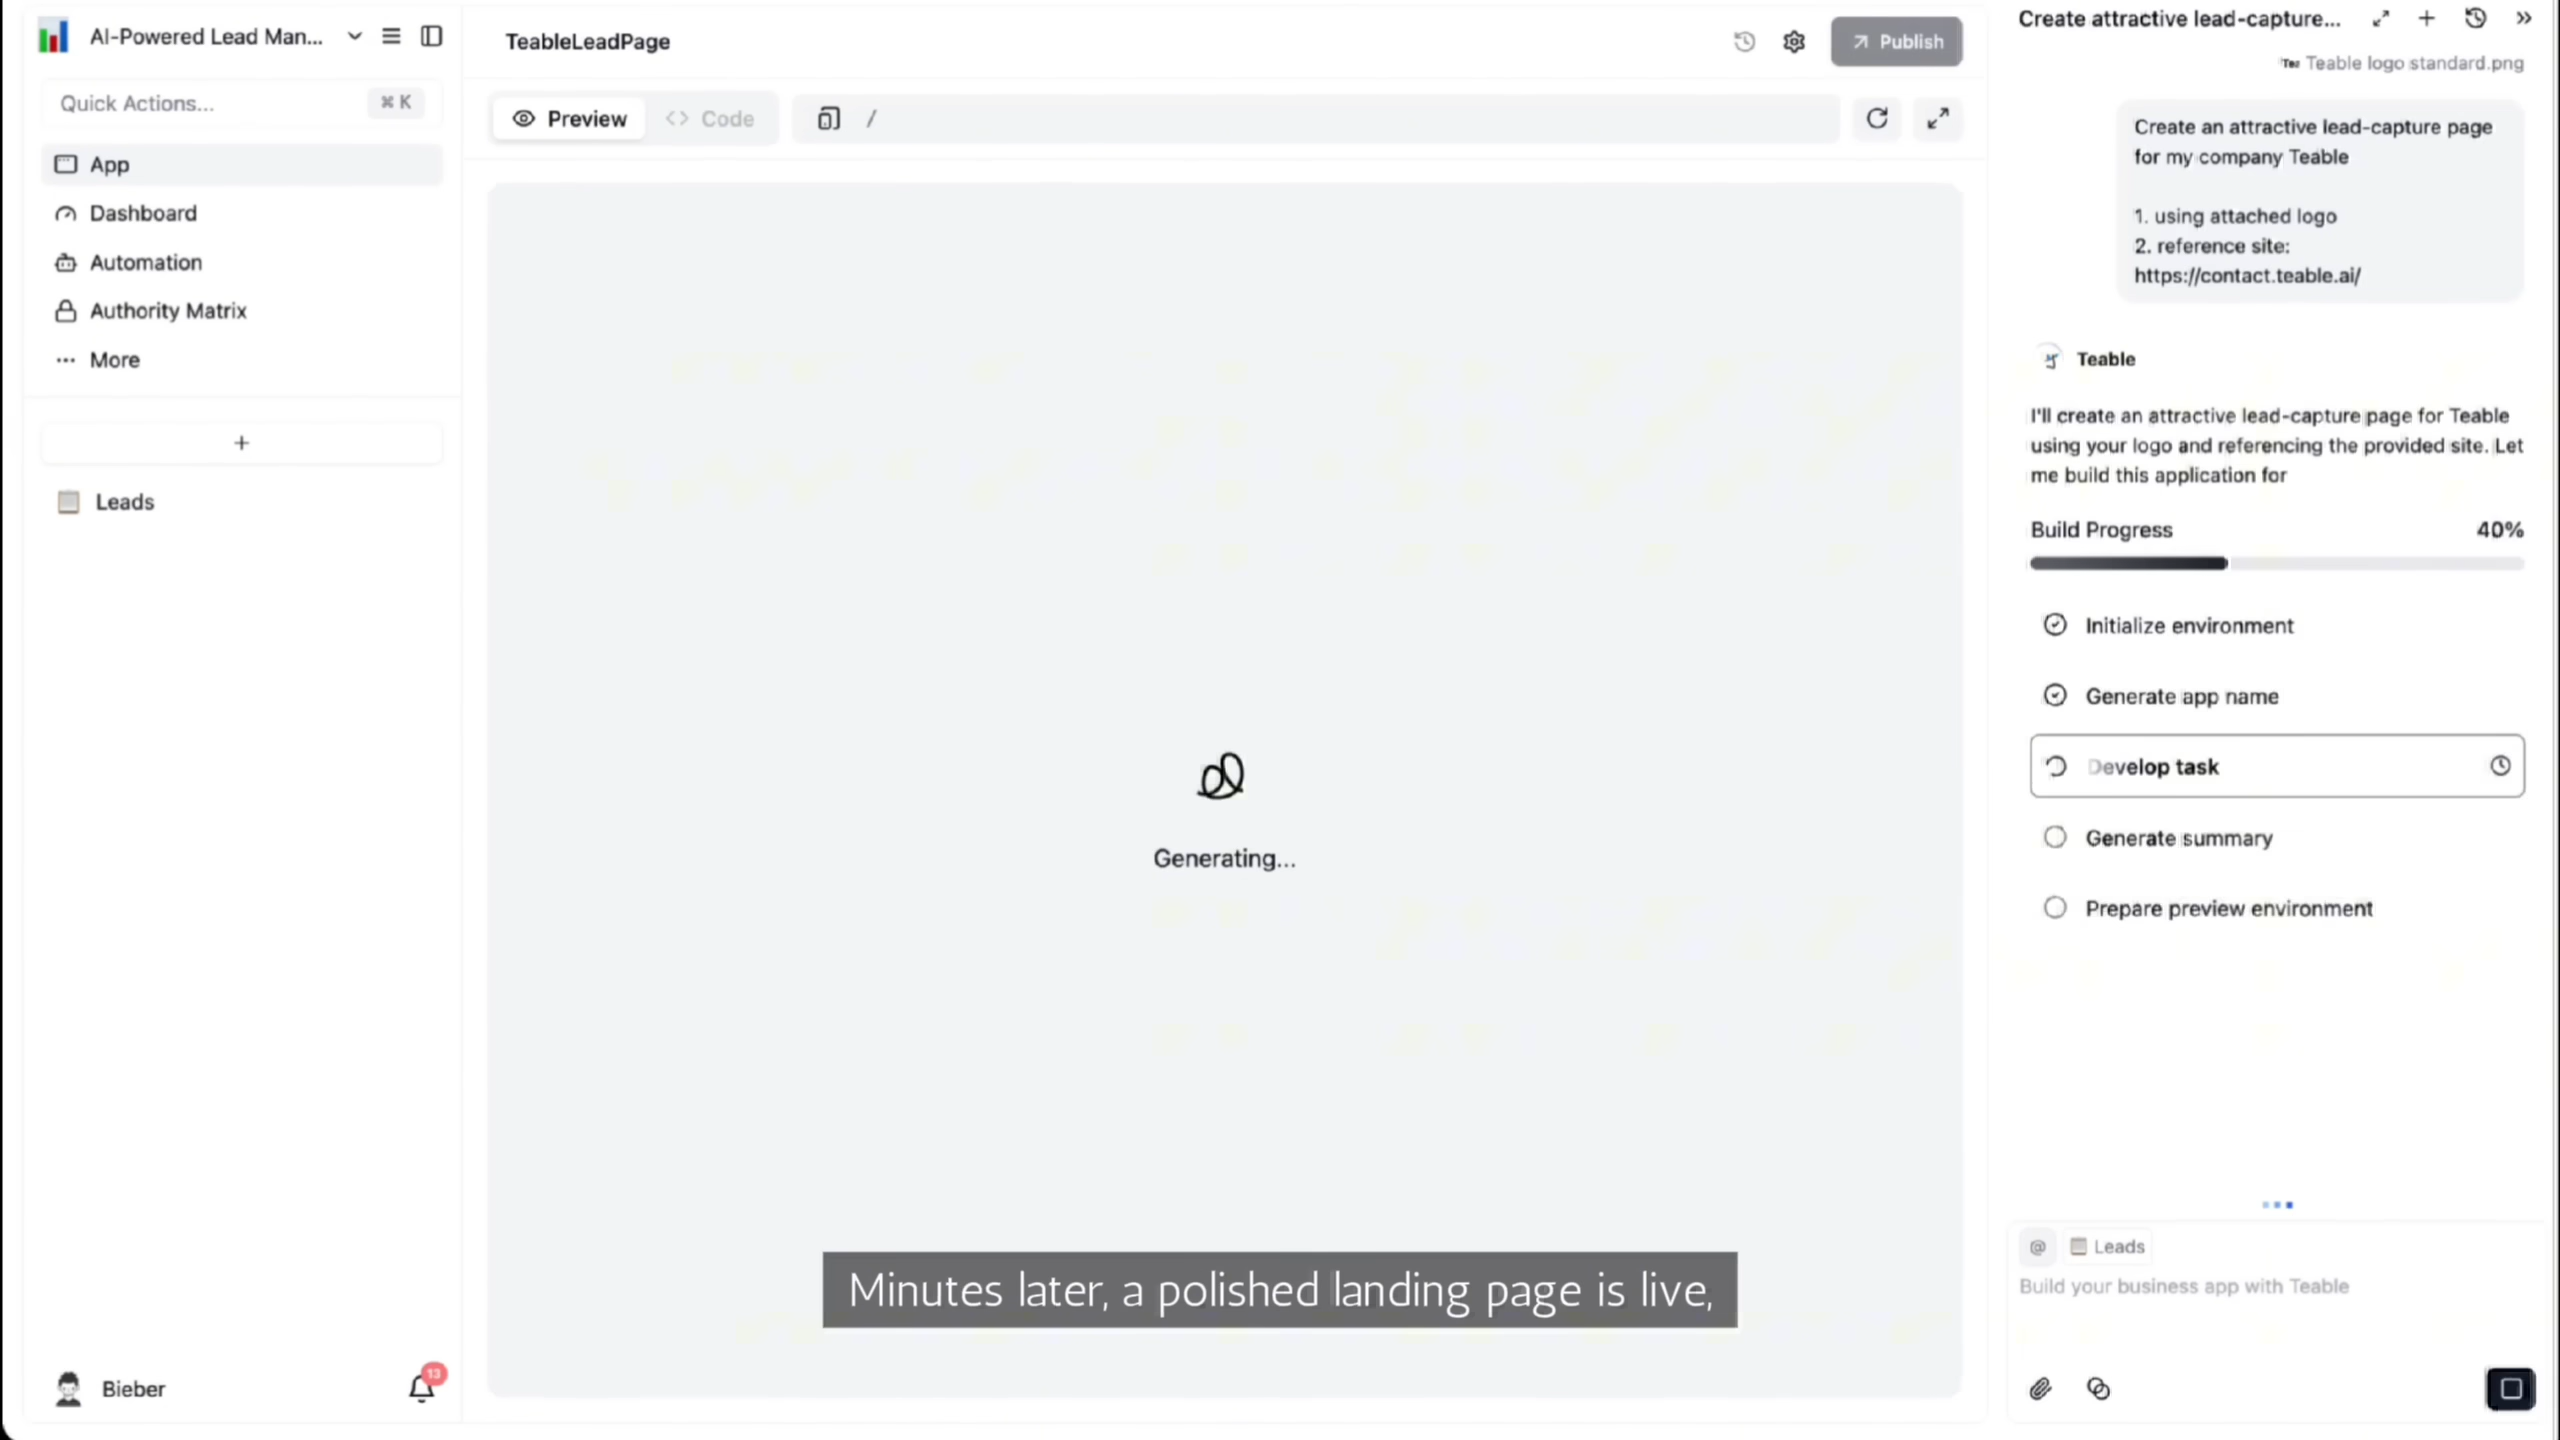 AI-Powered Lead Man...
Quick Actions...
⌘ K
App
Dashboard
Automation
Authority Matrix
More
+
Leads
Bieber
13
TeableLeadPage
Publish
Preview
Code
/
Generating...
Minutes later, a polished landing page is live,
Create attractive lead-capture...
Teable logo standard.png
Create an attractive lead-capture page
for my company Teable
1. using attached logo
2. reference site:
https://contact.teable.ai/
Teable
I'll create an attractive lead-capture page for Teable
using your logo and referencing the provided site. Let
me build this application for
Build Progress
40%
Initialize environment
Generate app name
Develop task
Generate summary
Prepare preview environment
@
Leads
Build your business app with Teable